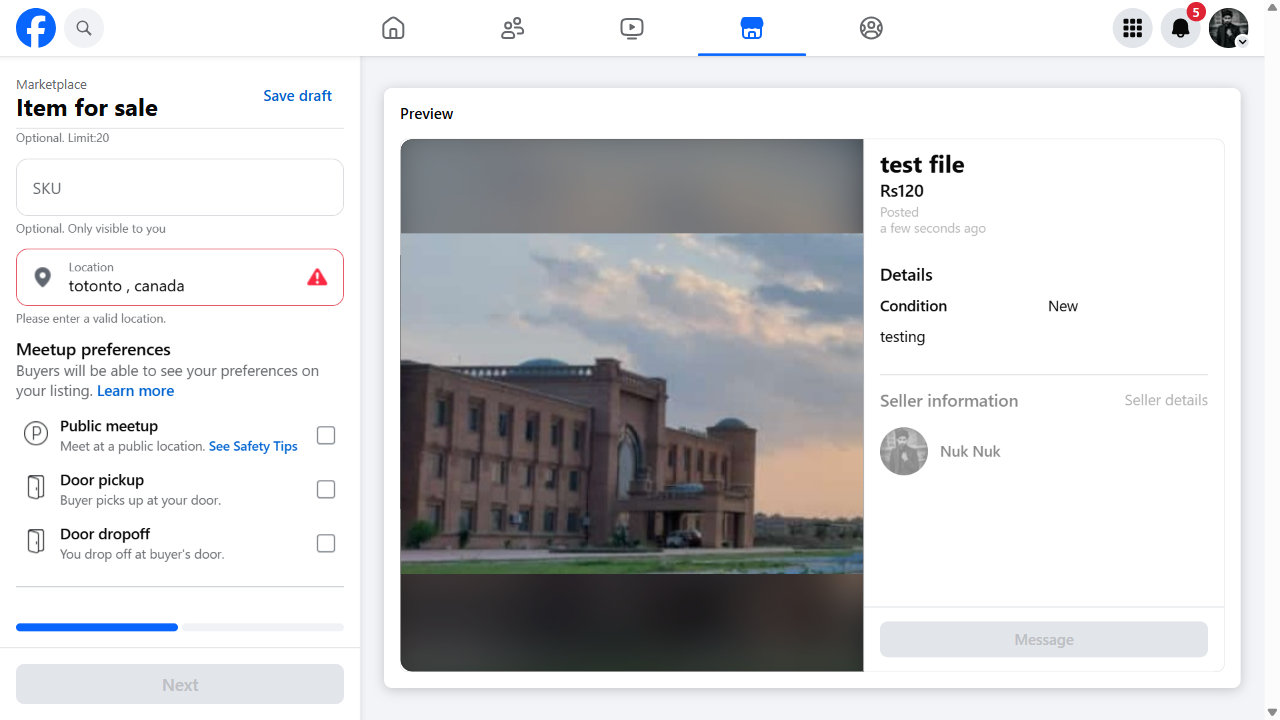 5
Marketplace
Item for sale
Save draft
Optional. Limit:20
SKU
Optional. Only visible to you
Location
totonto , canada
Please enter a valid location.
Meetup preferences
Buyers will be able to see your preferences on
your listing. Learn more
Public meetup
Meet at a public location. See Safety Tips
Door pickup
Buyer picks up at your door.
Door dropoff
You drop off at buyer's door.
Next
Preview
test file
Rs120
Posted
a few seconds ago
Details
Condition New
testing
Seller information Seller details
Nuk Nuk
Message